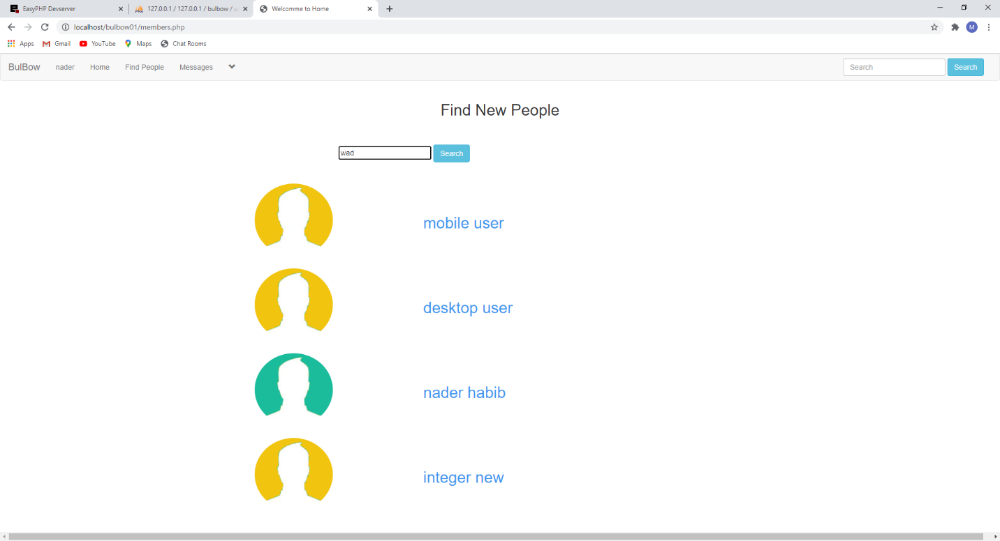 EasyPHP Devserver
127.0.0.1 / 127.0.0.1 / bulbow / u
Welcomme to Home
localhost/bulbow01/members.php
M
Apps Gmail YouTube Maps Chat Rooms
BulBow nader Home Find People Messages Search Search
Find New People
wad Search
mobile user
desktop user
nader habib
integer new